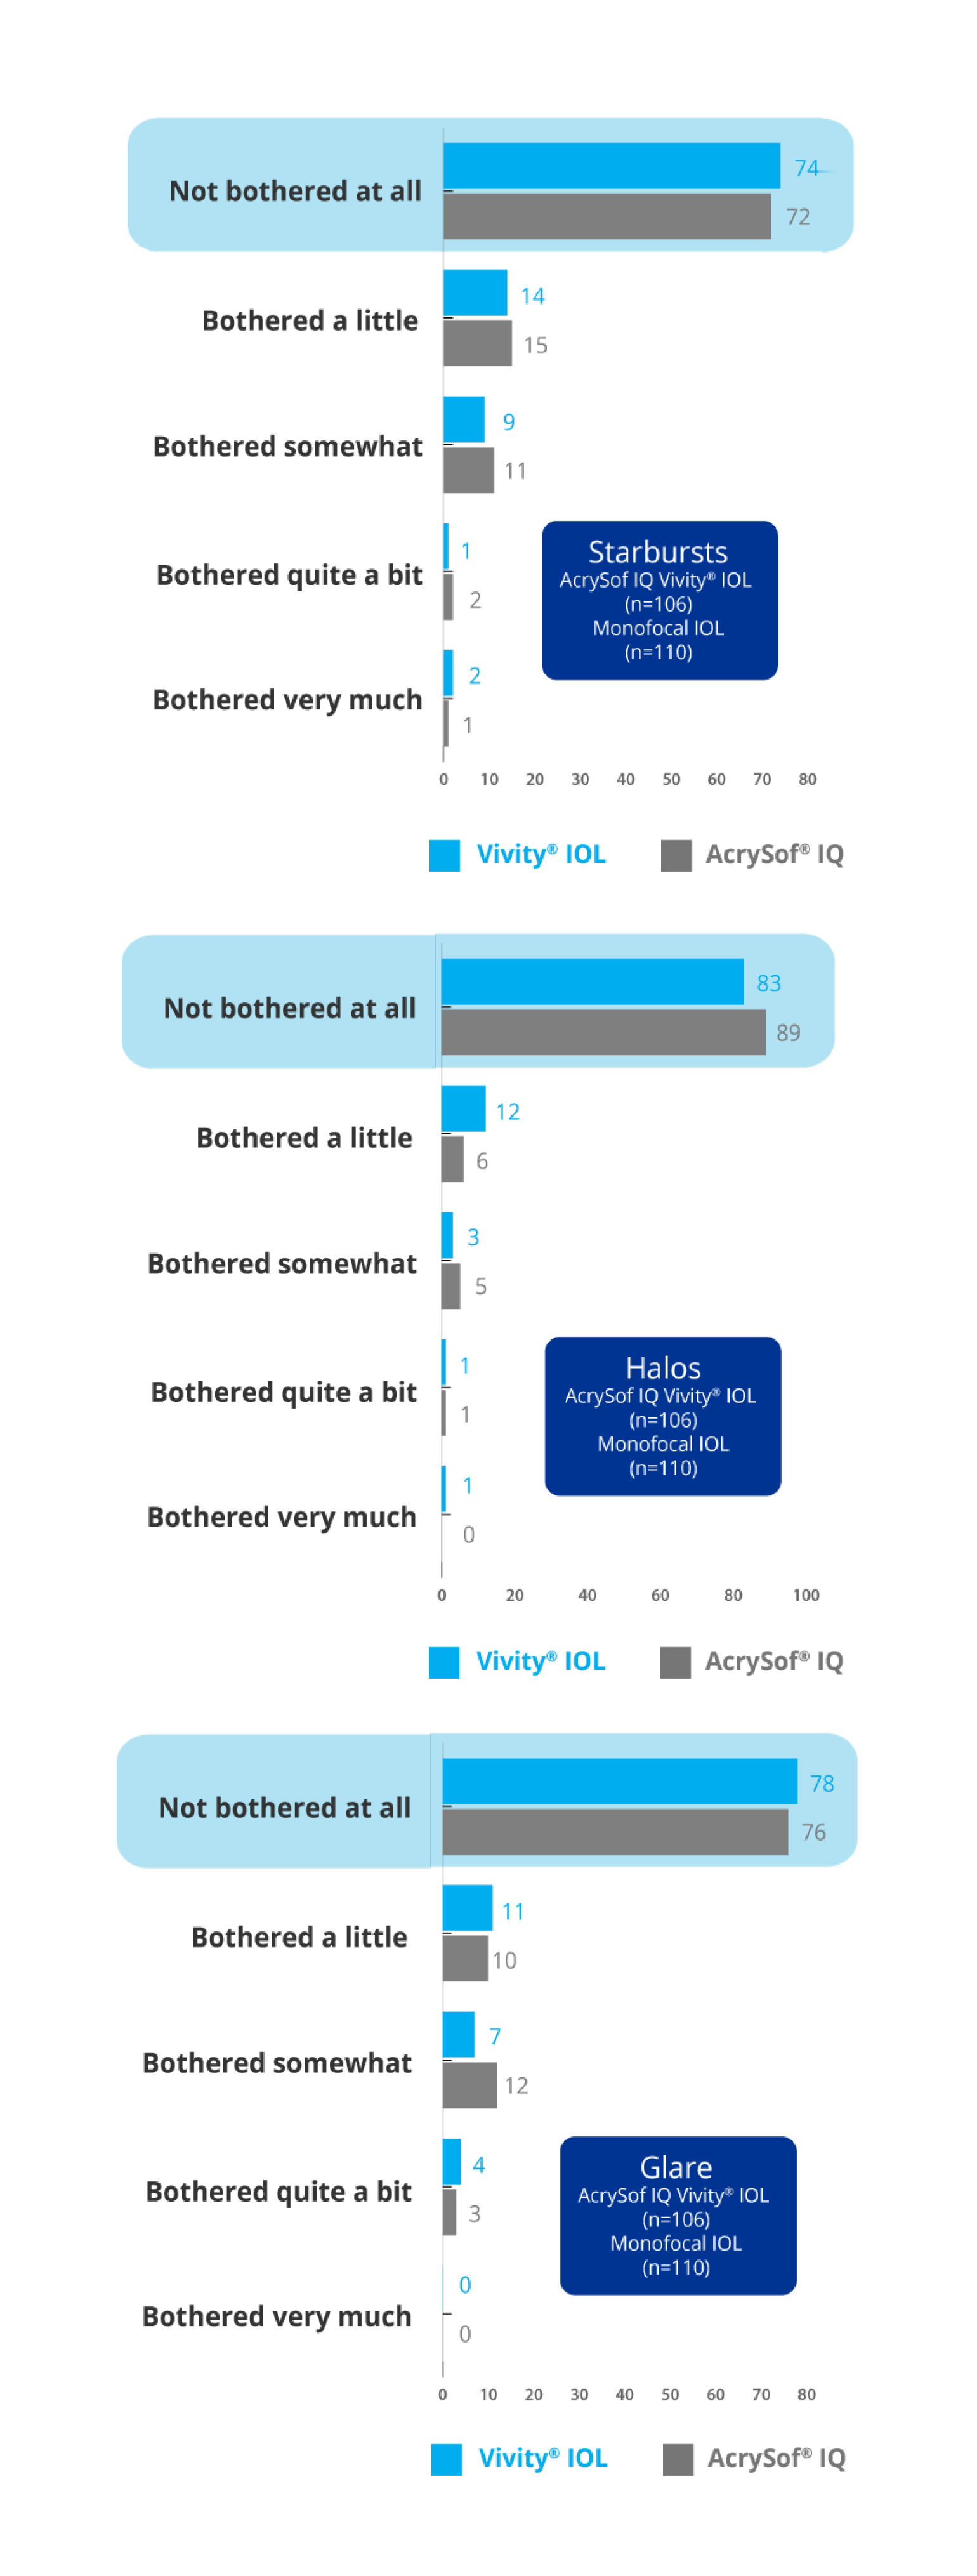 Not bothered at all
74
72
Bothered a little
14
15
Bothered somewhat
9
11
Bothered quite a bit
1
2
Starbursts
AcrySof IQ Vivity® IOL
(n=106)
Monofocal IOL
(n=110)
Bothered very much
2
1
0 10 20 30 40 50 60 70 80
Vivity® IOL AcrySof® IQ
Not bothered at all
83
89
Bothered a little
12
6
Bothered somewhat
3
5
Bothered quite a bit
1
1
Halos
AcrySof IQ Vivity® IOL
(n=106)
Monofocal IOL
(n=110)
Bothered very much
1
0
0 20 40 60 80 100
Vivity® IOL AcrySof® IQ
Not bothered at all
78
76
Bothered a little
11
10
Bothered somewhat
7
12
Bothered quite a bit
4
3
Glare
AcrySof IQ Vivity® IOL
(n=106)
Monofocal IOL
(n=110)
Bothered very much
0
0
0 10 20 30 40 50 60 70 80
Vivity® IOL AcrySof® IQ